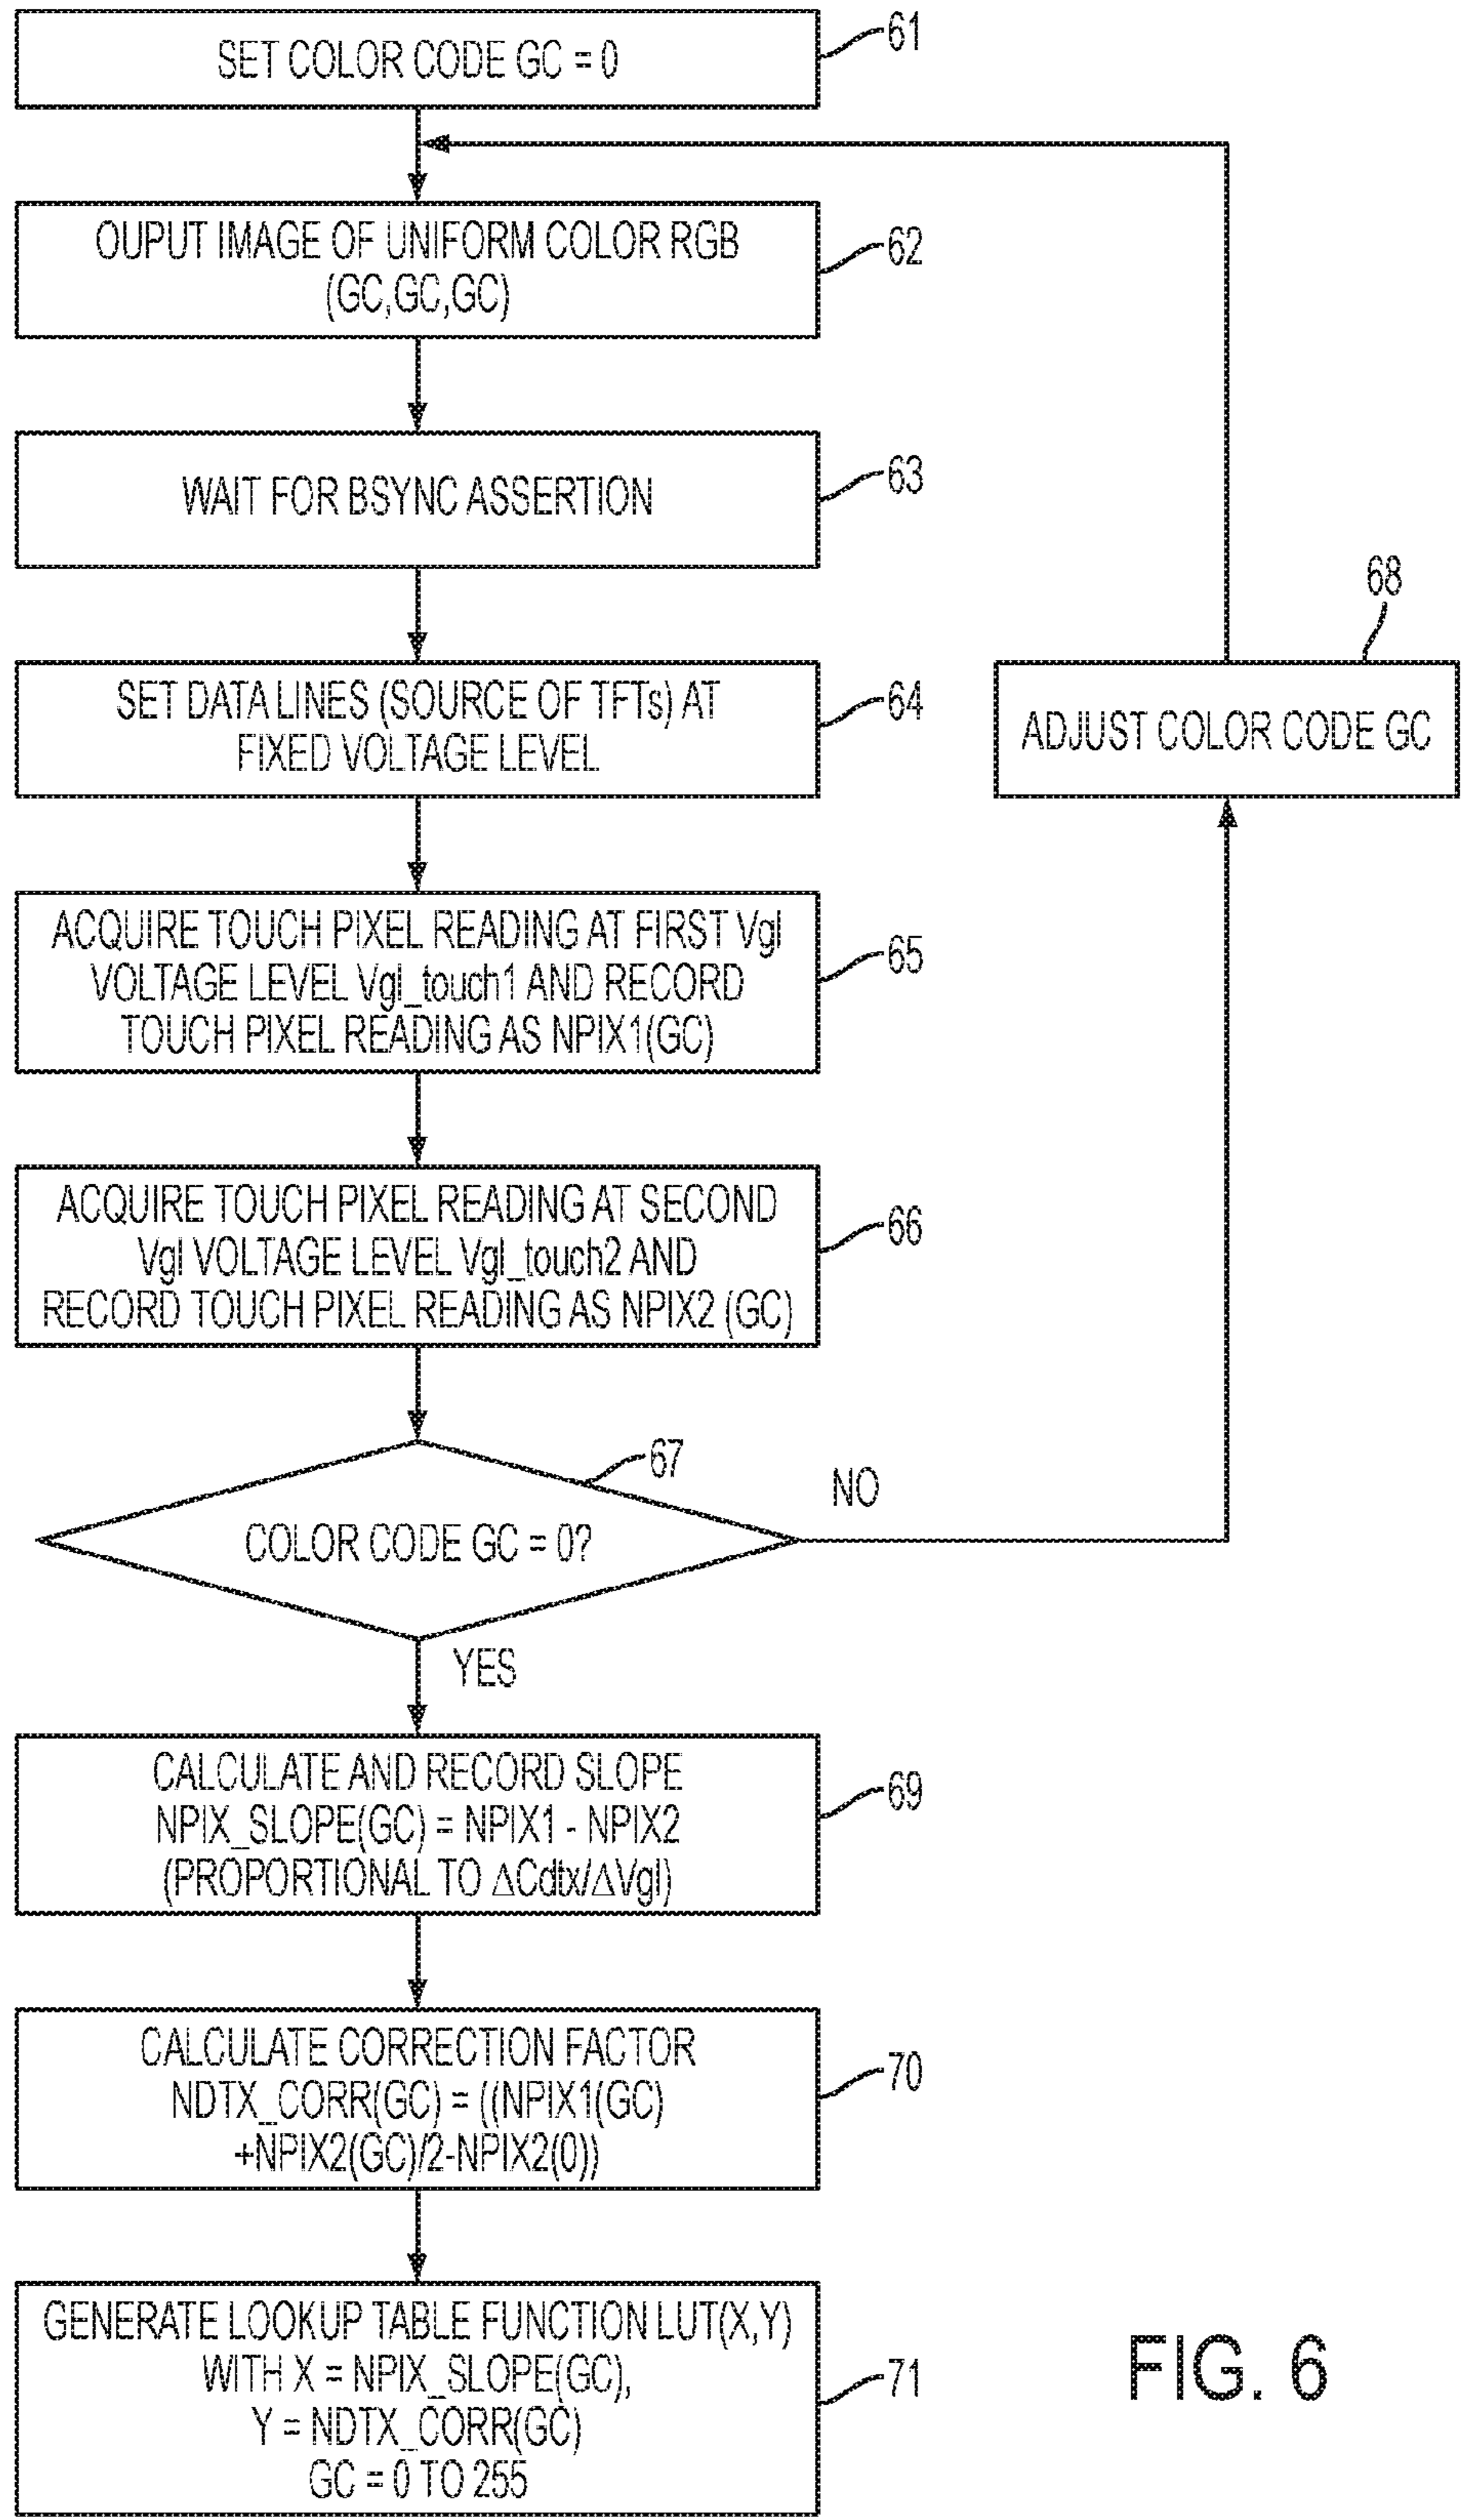 SET COLOR CODE GC = 0
61
OUPUT IMAGE OF UNIFORM COLOR RGB
(GC,GC,GC)
62
WAIT FOR BSYNC ASSERTION
63
SET DATA LINES (SOURCE OF TFTs) AT
FIXED VOLTAGE LEVEL
64
68
ADJUST COLOR CODE GC
ACQUIRE TOUCH PIXEL READING AT FIRST Vgl
VOLTAGE LEVEL Vgl_touch1 AND RECORD
TOUCH PIXEL READING AS NPIX1(GC)
65
ACQUIRE TOUCH PIXEL READING AT SECOND
Vgl VOLTAGE LEVEL Vgl_touch2 AND
RECORD TOUCH PIXEL READING AS NPIX2 (GC)
66
67
COLOR CODE GC = 0?
NO
YES
CALCULATE AND RECORD SLOPE
NPIX_SLOPE(GC) = NPIX1 - NPIX2
(PROPORTIONAL TO ΔCdtx/ΔVgl)
69
CALCULATE CORRECTION FACTOR
NDTX_CORR(GC) = ((NPIX1(GC)
+NPIX2(GC)/2-NPIX2(0))
70
GENERATE LOOKUP TABLE FUNCTION LUT(X,Y)
WITH X = NPIX_SLOPE(GC),
Y = NDTX_CORR(GC)
GC = 0 TO 255
71
FIG. 6